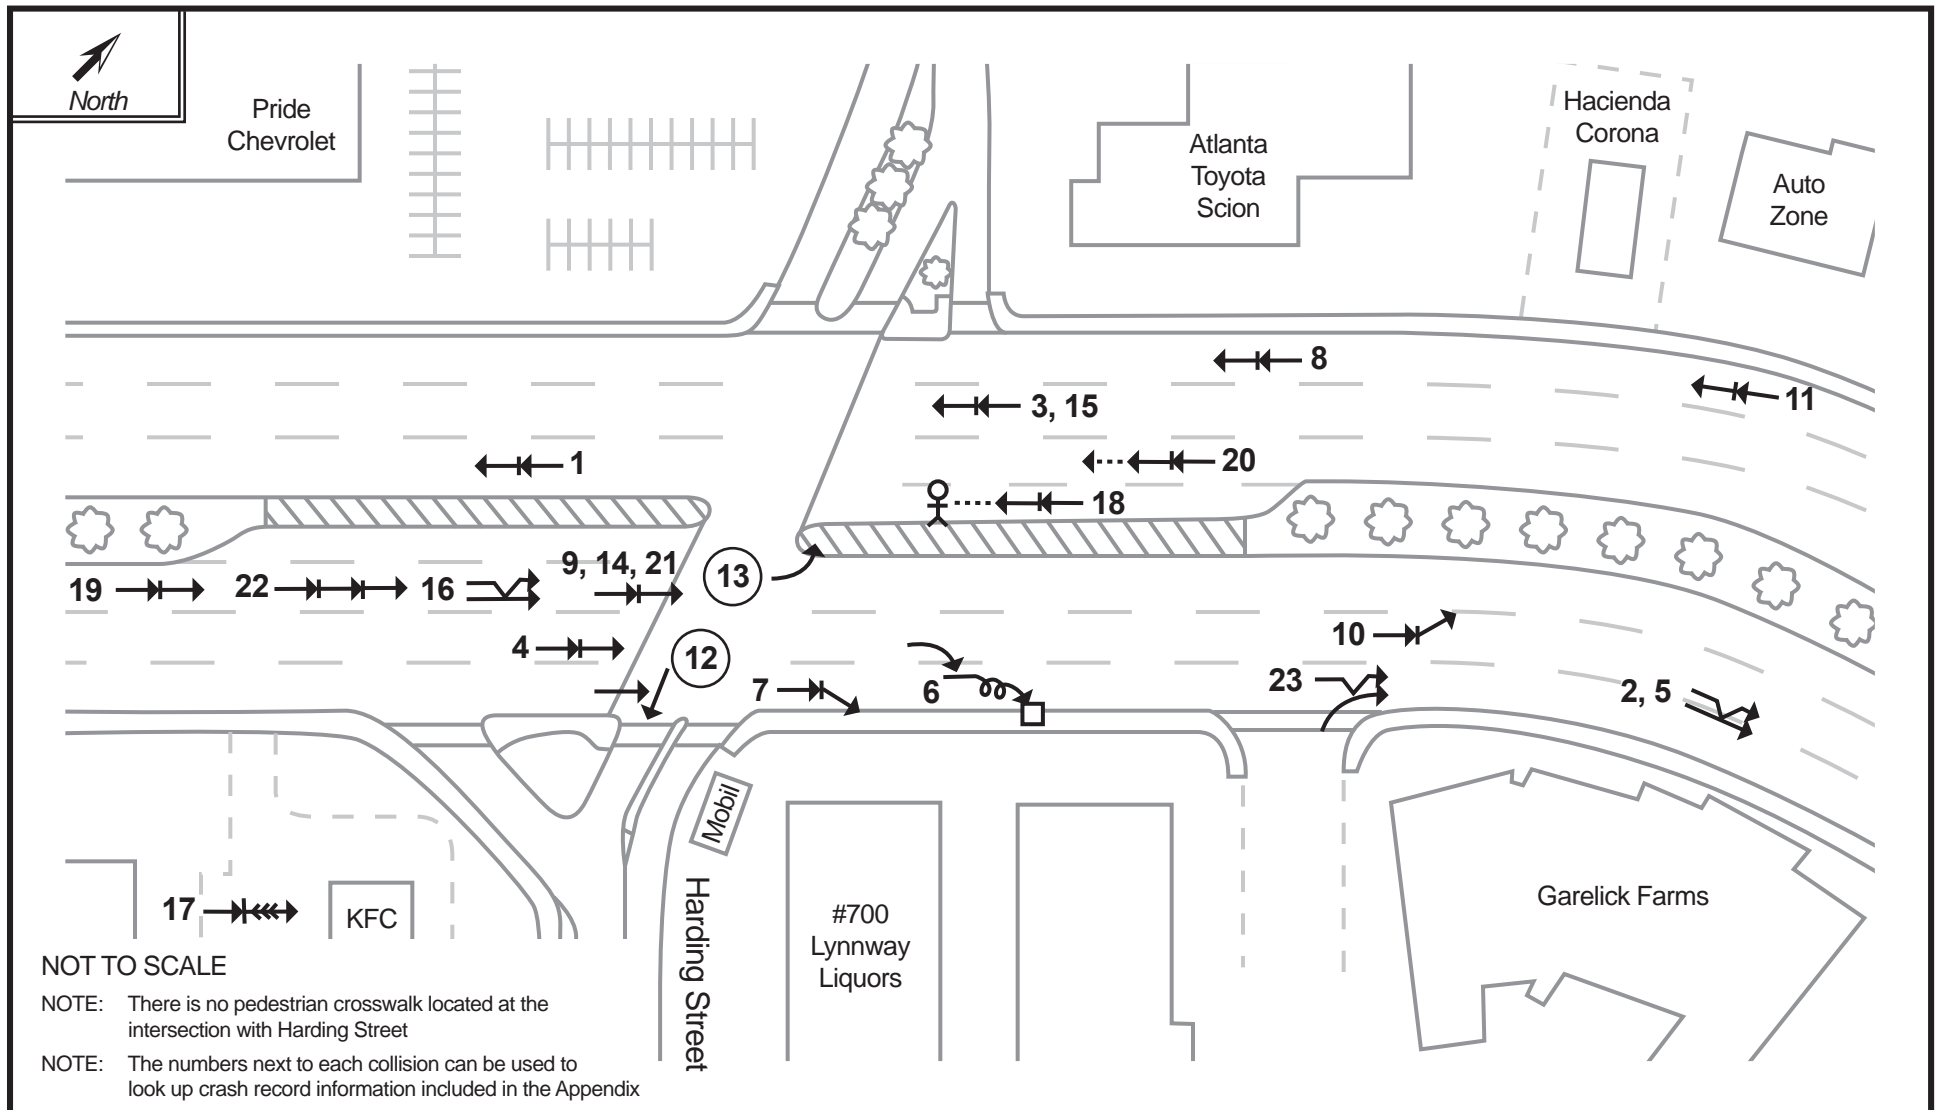 North
Pride
Chevrolet
Atlanta
Toyota
Scion
Hacienda
Corona
Auto
Zone
8
11
3, 15
1
20
18
9, 14, 21
13
19
22
16
4
12
10
7
6
23
2, 5
Mobil
17
KFC
Harding Street
#700
Lynnway
Liquors
Garelick Farms
NOT TO SCALE
NOTE: There is no pedestrian crosswalk located at the
intersection with Harding Street
NOTE: The numbers next to each collision can be used to
look up crash record information included in the Appendix